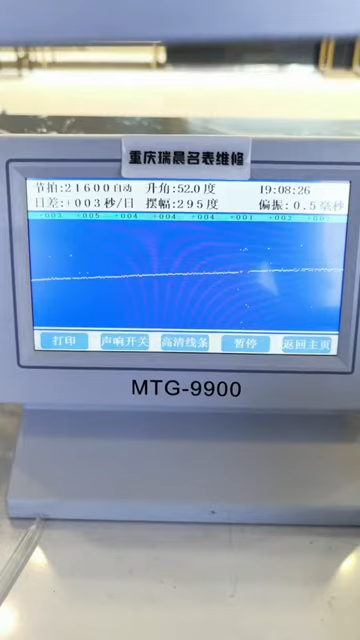 重庆瑞晨名表维修
节拍:21600自动 升角:52.0度 19:08:26
日差:+003秒/日 摆幅:295度 偏振:0.5毫秒
+003 +005 +004 +004 +004 +001 +002
打印 声响开关 高清线条 暂停 返回主页
MTG-9900